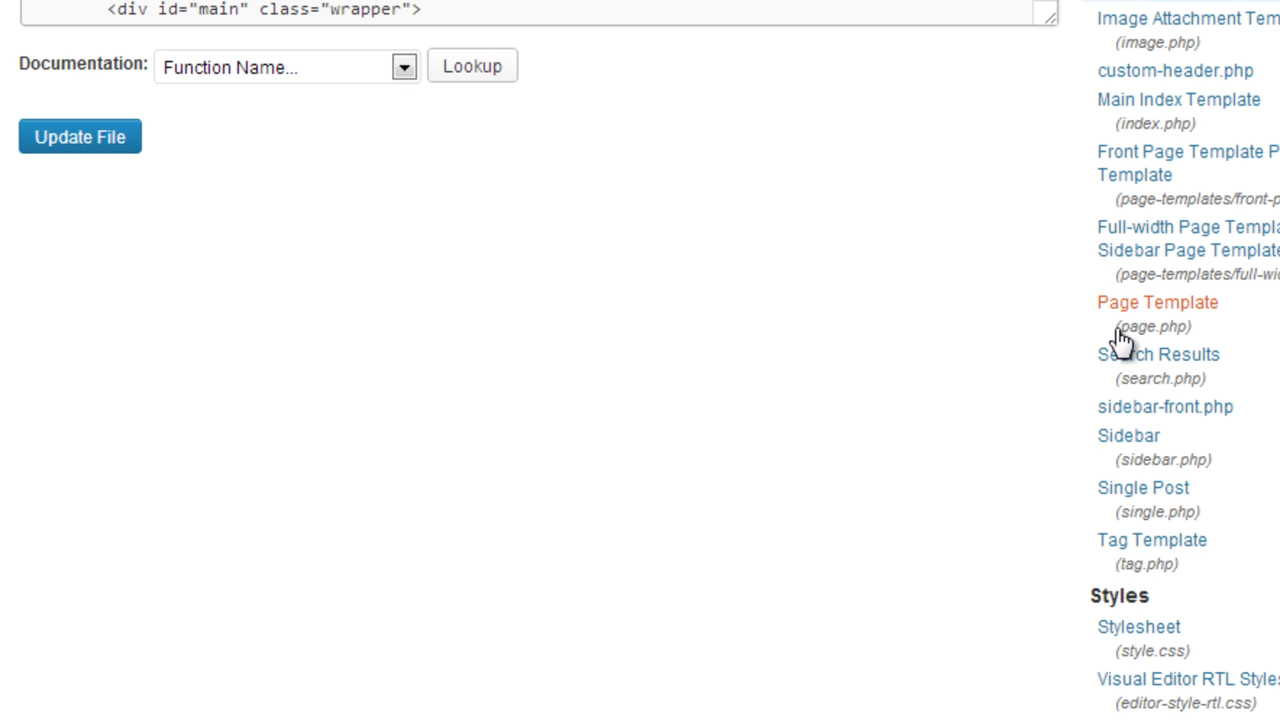 <div id="main" class="wrapper">
Documentation: Function Name... Lookup
Update File
Image Attachment
(image.php)
custom-header.php
Main Index Template
(index.php)
Front Page Template
Template
(page-templates/front-p
Full-width Page
Sidebar Page Template
(page-templates/full-wi
Page Template
(page.php)
Search Results
(search.php)
sidebar-front.php
Sidebar
(sidebar.php)
Single Post
(single.php)
Tag Template
(tag.php)
Styles
Stylesheet
(style.css)
Visual Editor RTL Styles
(editor-style-rtl.css)